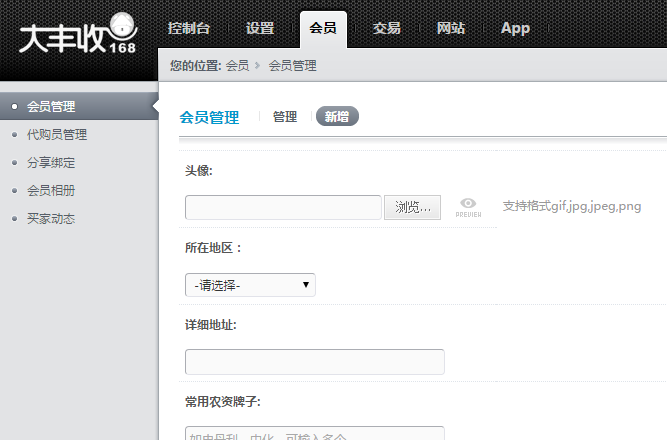 大丰收168
控制台 设置 会员 交易 网站 App
您的位置: 会员 会员管理
会员管理
代购员管理
分享绑定
会员相册
买家动态
会员管理 管理 新增
头像:
浏览... PREVIEW 支持格式gif,jpg,jpeg,png
所在地区：
-请选择-
详细地址:
常用农资牌子: